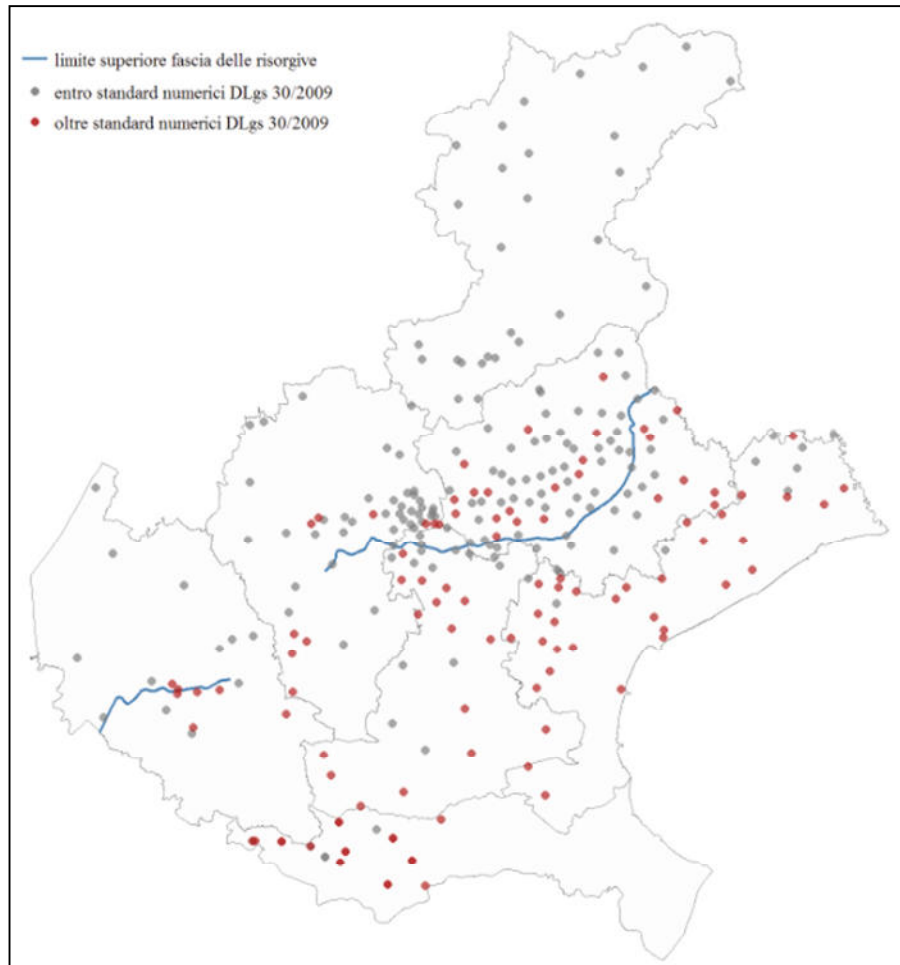 limite superiore fascia delle risorgive
entro standard numerici DLgs 30/2009
oltre standard numerici DLgs 30/2009